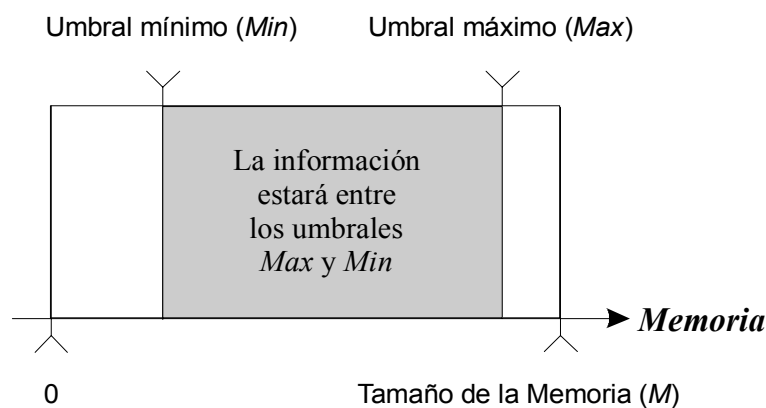 Umbral mínimo (Min) Umbral máximo (Max)
La información
estará entre
los umbrales
Max y Min
Memoria
0 Tamaño de la Memoria (M)